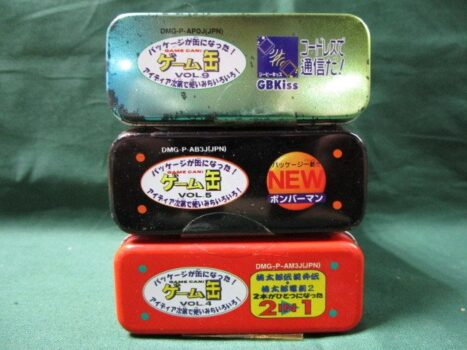 DMG-P-APOJ(JPN)
パッケージが缶になった！
GAME CAN!
ゲーム缶
VOL.9
アイディア次第で使いみちいろいろ！
コードレスで
通信だ！
ジービーキッス
GBKiss
DMG-P-AB3J(JPN)
パッケージが缶になった！
GAME CAN!
ゲーム缶
VOL.5
アイディア次第で使いみちいろいろ！
パッケージ一新！
NEW
ボンバーマン
DMG-P-AM3J(JPN)
パッケージが缶になった！
GAME CAN!
ゲーム缶
VOL.4
アイディア次第で使いみちいろいろ！
桃太郎伝説外伝
桃太郎電劇2
2本がひとつになった
2in1